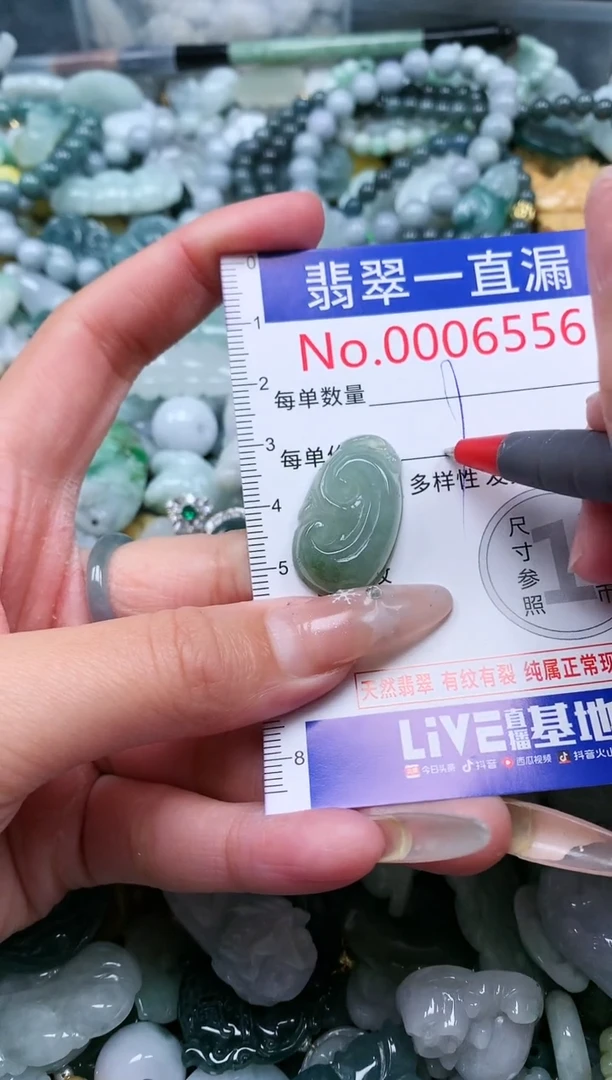 翡翠一直漏
No.0006556
每单数量
每单
多样性
尺寸参照
1
天然翡翠 有纹有裂 纯属正常现
LiVE直播基地
今日头条 抖音 西瓜视频 抖音火山
0
1
2
3
4
5
8